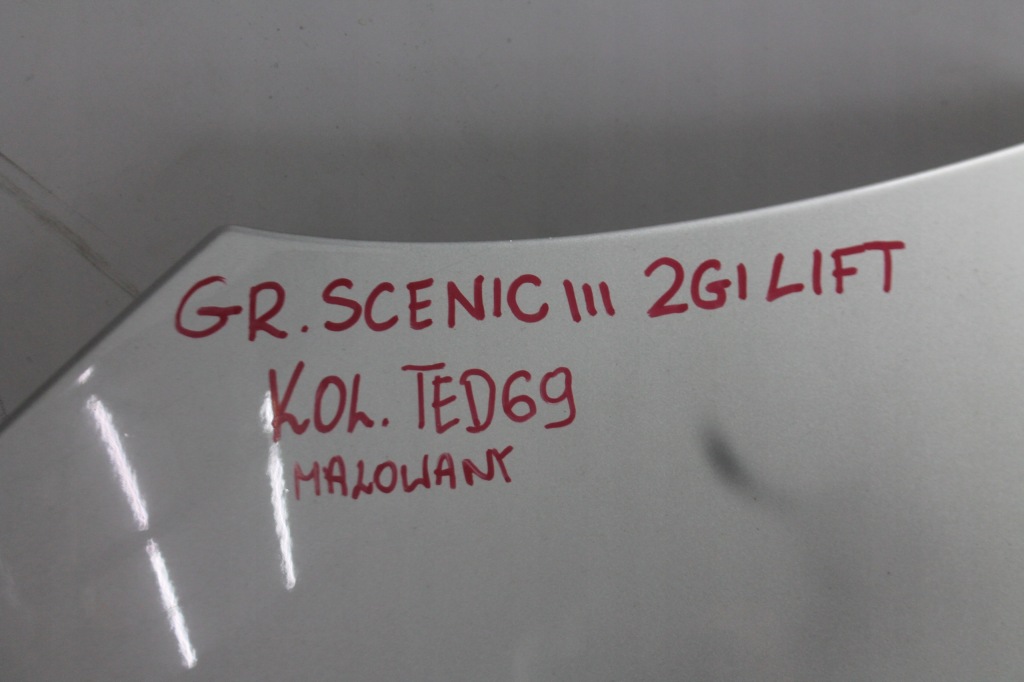 GR. SCENIC III 2GI LIFT
KOL. TED69
MALOWANY